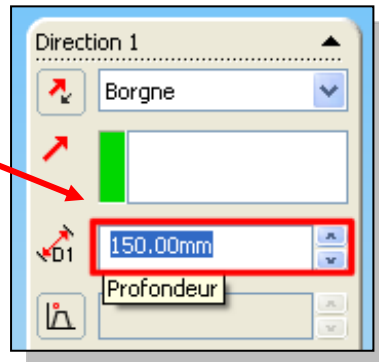 Direction 1
Borgne
D1
150.00mm
Profondeur